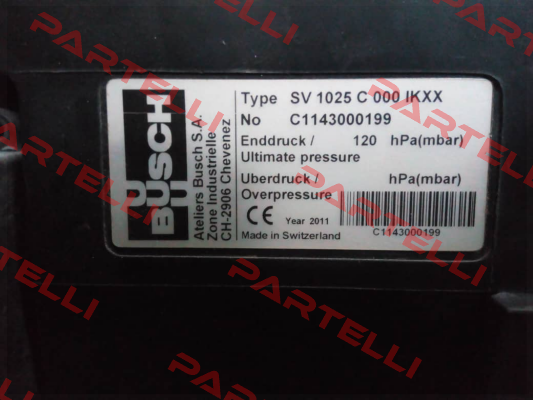 BUSCH
Ateliers Busch S.A.
Zone Industrielle
CH-2906 Chevenez
Type SV 1025 C 000 IKXX
No C1143000199
Enddruck / 120 hPa(mbar)
Ultimate pressure
Uberdruck / hPa(mbar)
Overpressure
CE Year 2011
Made in Switzerland
C1143000199
PARTELLI
PARTELLI
PARTELLI
PARTELLI
PARTELLI
PARTELLI